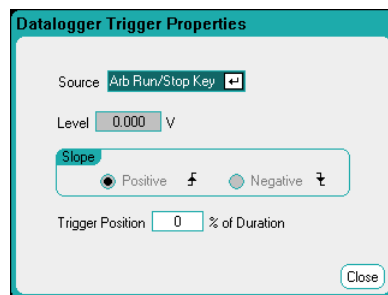 Datalogger Trigger Properties
Source Arb Run/Stop Key
Level 0.000 V
Slope
Positive Negative
Trigger Position 0 % of Duration
Close